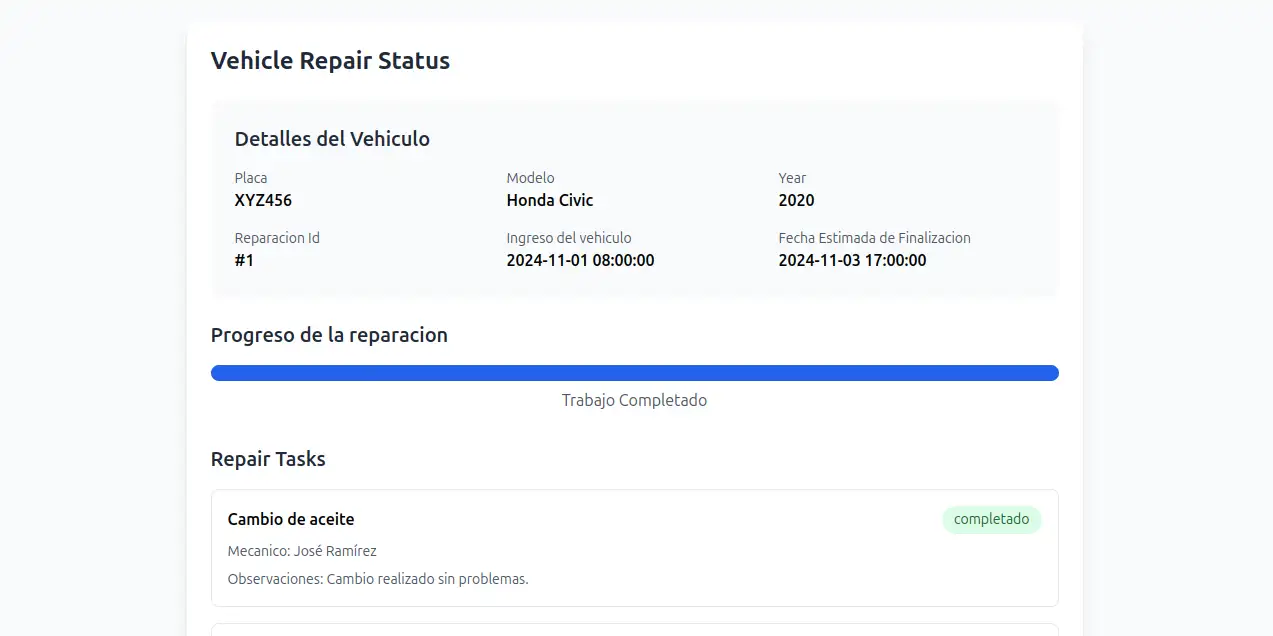 Vehicle Repair Status
Detalles del Vehiculo
Placa
XYZ456
Modelo
Honda Civic
Year
2020
Reparacion Id
#1
Ingreso del vehiculo
2024-11-01 08:00:00
Fecha Estimada de Finalizacion
2024-11-03 17:00:00
Progreso de la reparacion
Trabajo Completado
Repair Tasks
Cambio de aceite
completado
Mecanico: José Ramírez
Observaciones: Cambio realizado sin problemas.